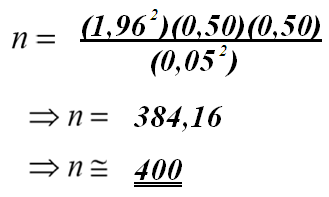 n = (1,96²)(0,50)(0,50)
(0,05²)
⇒ n = 384,16
⇒ n ≅ 400